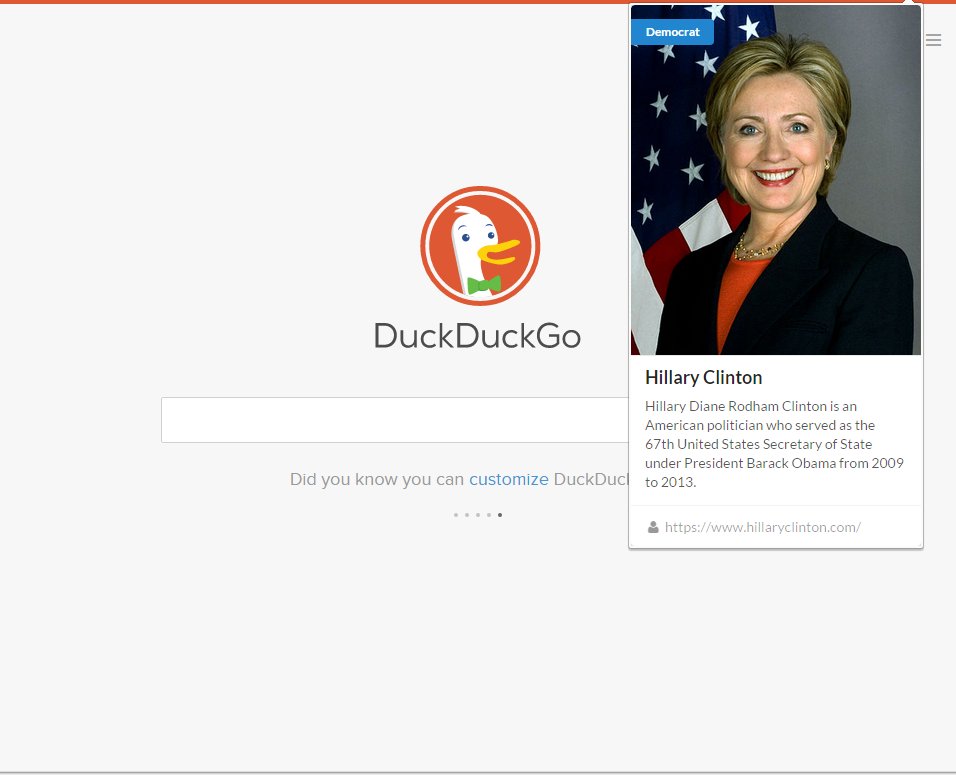 Democrat
DuckDuckGo
Did you know you can customize DuckDuck
Hillary Clinton
Hillary Diane Rodham Clinton is an
American politician who served as the
67th United States Secretary of State
under President Barack Obama from 2009
to 2013.
https://www.hillaryclinton.com/